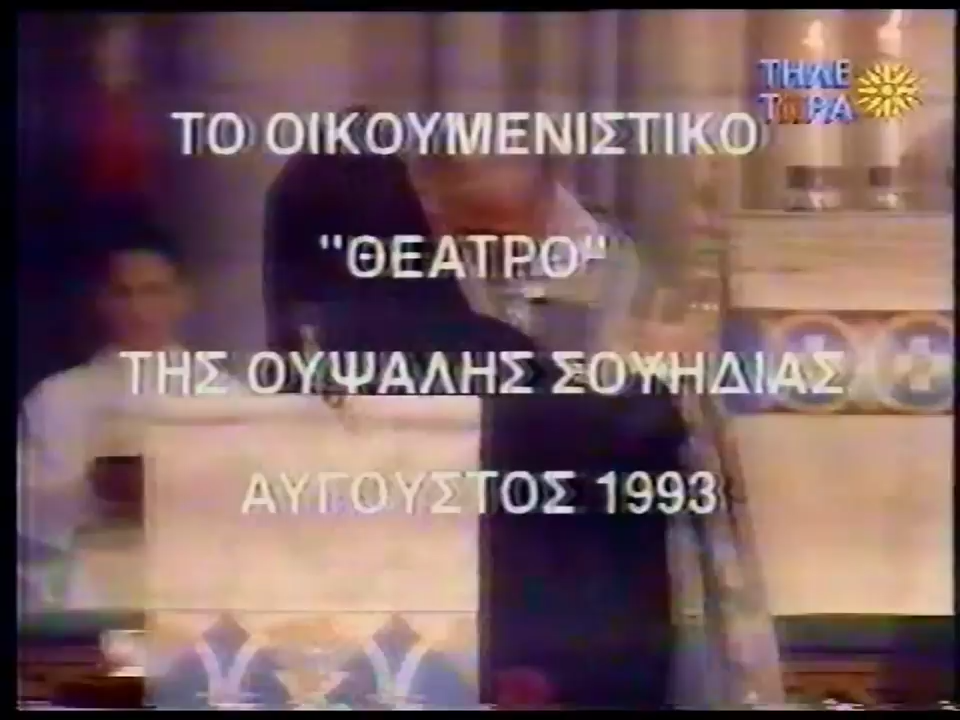 ΤΗΛΕ
ΤΩΡΑ
ΤΟ ΟΙΚΟΥΜΕΝΙΣΤΙΚΟ
"ΘΕΑΤΡΟ"
ΤΗΣ ΟΥΨΑΛΗΣ ΣΟΥΗΔΙΑΣ
ΑΥΓΟΥΣΤΟΣ 1993